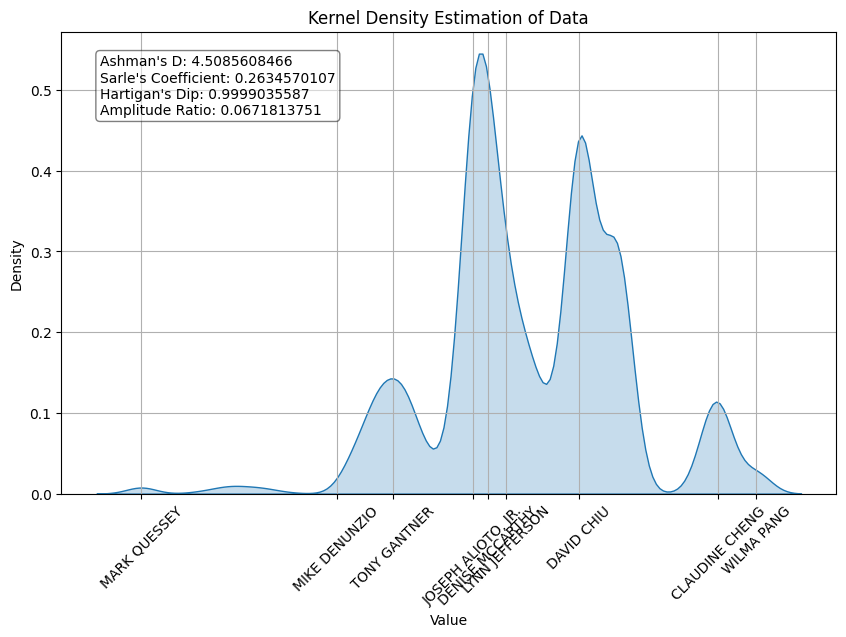 Kernel Density Estimation of Data
Ashman's D: 4.5085608466
Sarle's Coefficient: 0.2634570107
Hartigan's Dip: 0.9999035587
Amplitude Ratio: 0.0671813751
Density
0.5
0.4
0.3
0.2
0.1
0.0
MARK QUESSEY
MIKE DENUNZIO
TONY GANTNER
JOSEPH ALIOTO, JR.
DENISE MCCARTHY
LYNN JEFFERSON
DAVID CHIU
CLAUDINE CHENG
WILMA PANG
Value